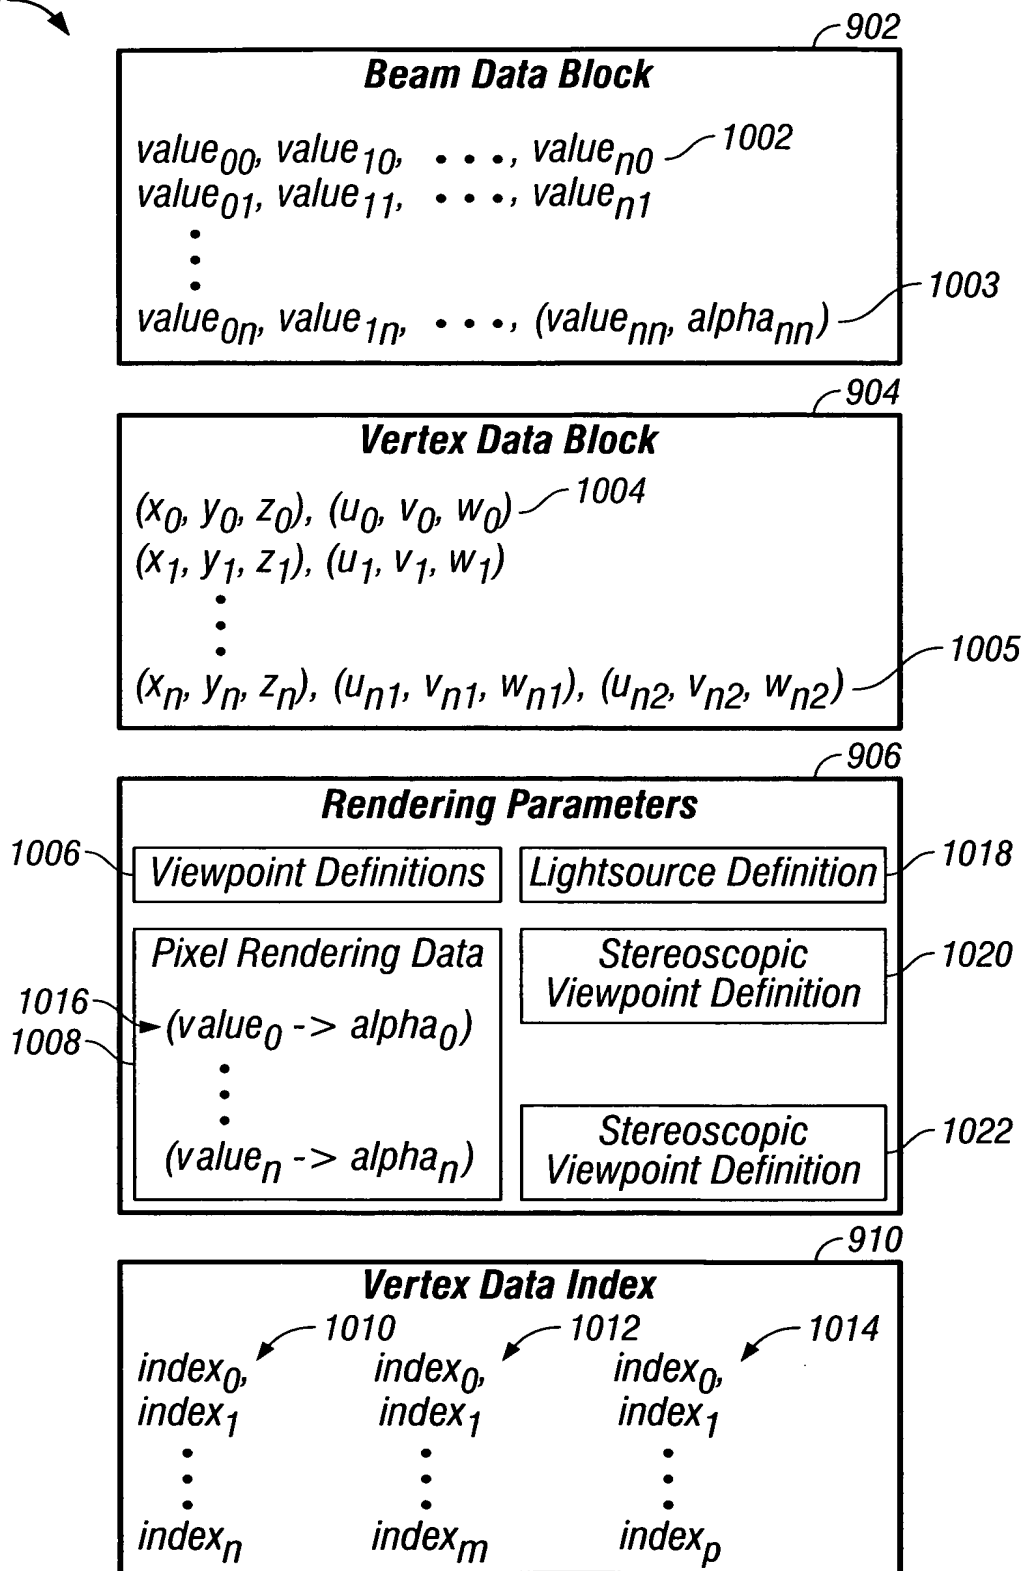 902
Beam Data Block
value00, value10, • • •, valuen0 1002
value01, value11, • • •, valuen1
1003
value0n, value1n, • • •, (valuenn, alphann)
904
Vertex Data Block
(x0, y0, z0), (u0, v0, w0) 1004
(x1, y1, z1), (u1, v1, w1)
1005
(xn, yn, zn), (un1, vn1, wn1), (un2, vn2, wn2)
906
Rendering Parameters
1006 Viewpoint Definitions
Lightsource Definition 1018
Pixel Rendering Data
1016 (value0 -> alpha0)
1008
(valuen -> alphan)
Stereoscopic
Viewpoint Definition 1020
Stereoscopic
Viewpoint Definition 1022
910
Vertex Data Index
1010 1012 1014
index0, index0, index0,
index1 index1 index1
indexn indexm indexp